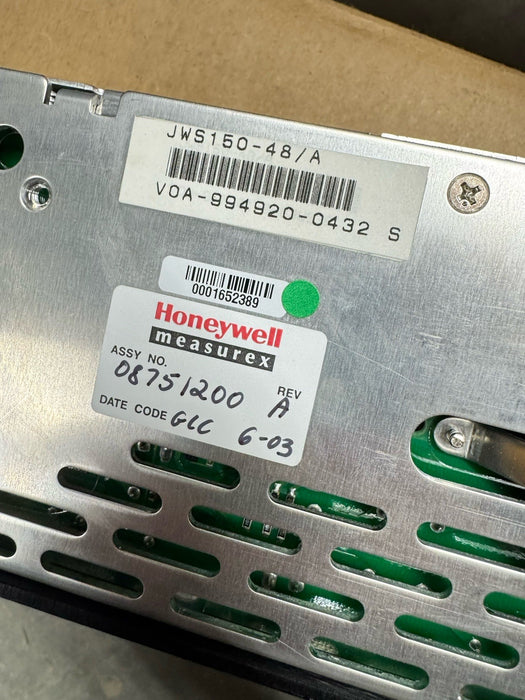 JWS150-48/A
V0A-994920-0432 S
0001652389
Honeywell
measurex
ASSY NO. 08751200 REV A
DATE CODE GLC 6-03